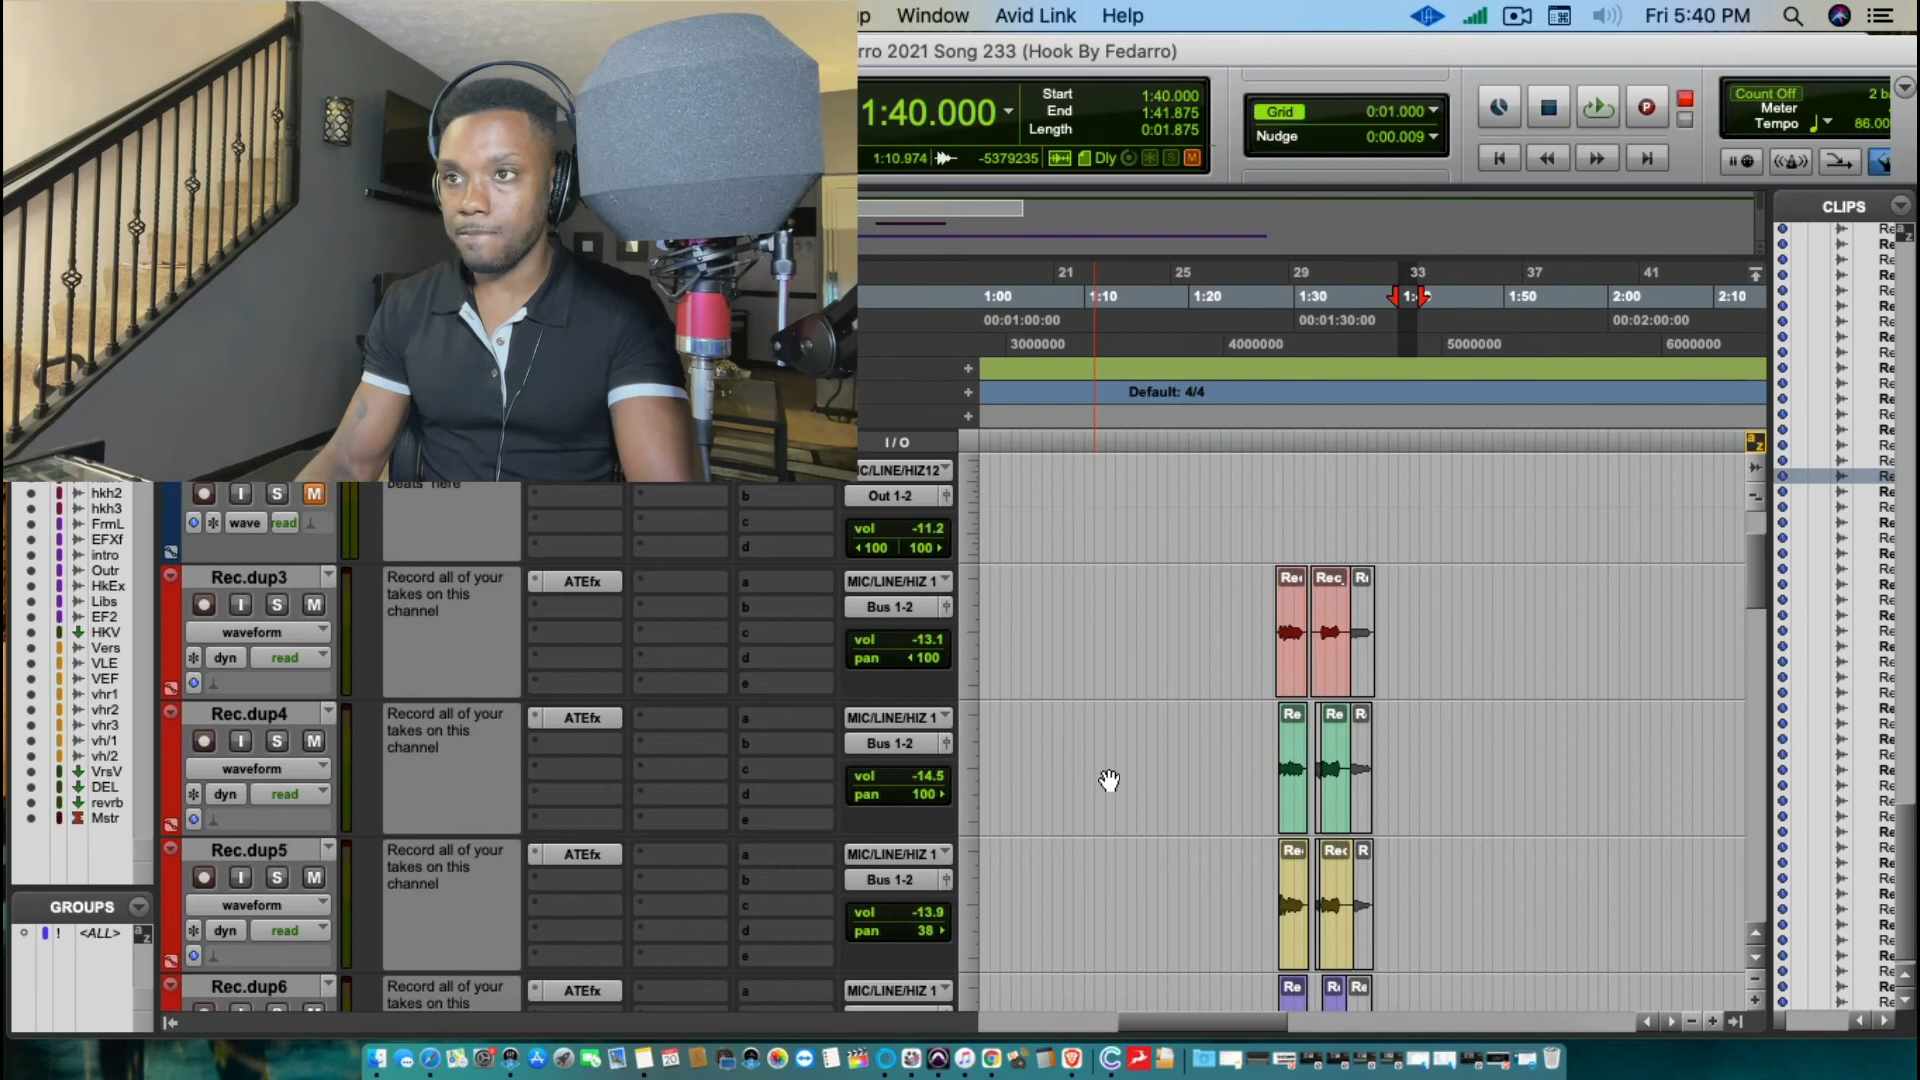 Window Avid Link Help Fri 5:40 PM
rro 2021 Song 233 (Hook By Fedarro)
1:40.000
Start 1:40.000
End 1:41.875
Length 0:01.875
1:10.974 -5379235 Dly S M
Grid 0:01.000
Nudge 0:00.009
Count Off 2 b
Meter
Tempo 86.00
CLIPS
21 25 29 33 37 41
1:00 1:10 1:20 1:30 1:50 2:00 2:10
00:01:00:00 00:01:30:00 00:02:00:00
3000000 4000000 5000000 6000000
Default: 4/4
I / O
C/LINE/HIZ12
Out 1-2
vol -11.2
100 100
I S M
wave read
b
c
d
hkh2
hkh3
FrmL
EFXf
intro
Outr
HkEx
Libs
EF2
HKV
Vers
VLE
VEF
vhr1
vhr2
vhr3
vh/1
vh/2
VrsV
DEL
revrb
Mstr
GROUPS
! <ALL>
Rec.dup3
I S M
waveform
dyn read
Record all of your
takes on this
channel
ATEfx
a
b
c
d
e
MIC/LINE/HIZ 1
Bus 1-2
vol -13.1
pan 100
Rec.dup4
I S M
waveform
dyn read
Record all of your
takes on this
channel
ATEfx
a
b
c
d
e
MIC/LINE/HIZ 1
Bus 1-2
vol -14.5
pan 100
Rec.dup5
I S M
waveform
dyn read
Record all of your
takes on this
channel
ATEfx
a
b
c
d
e
MIC/LINE/HIZ 1
Bus 1-2
vol -13.9
pan 38
Rec.dup6
Record all of your
takes on this
ATEfx
a
MIC/LINE/HIZ 1